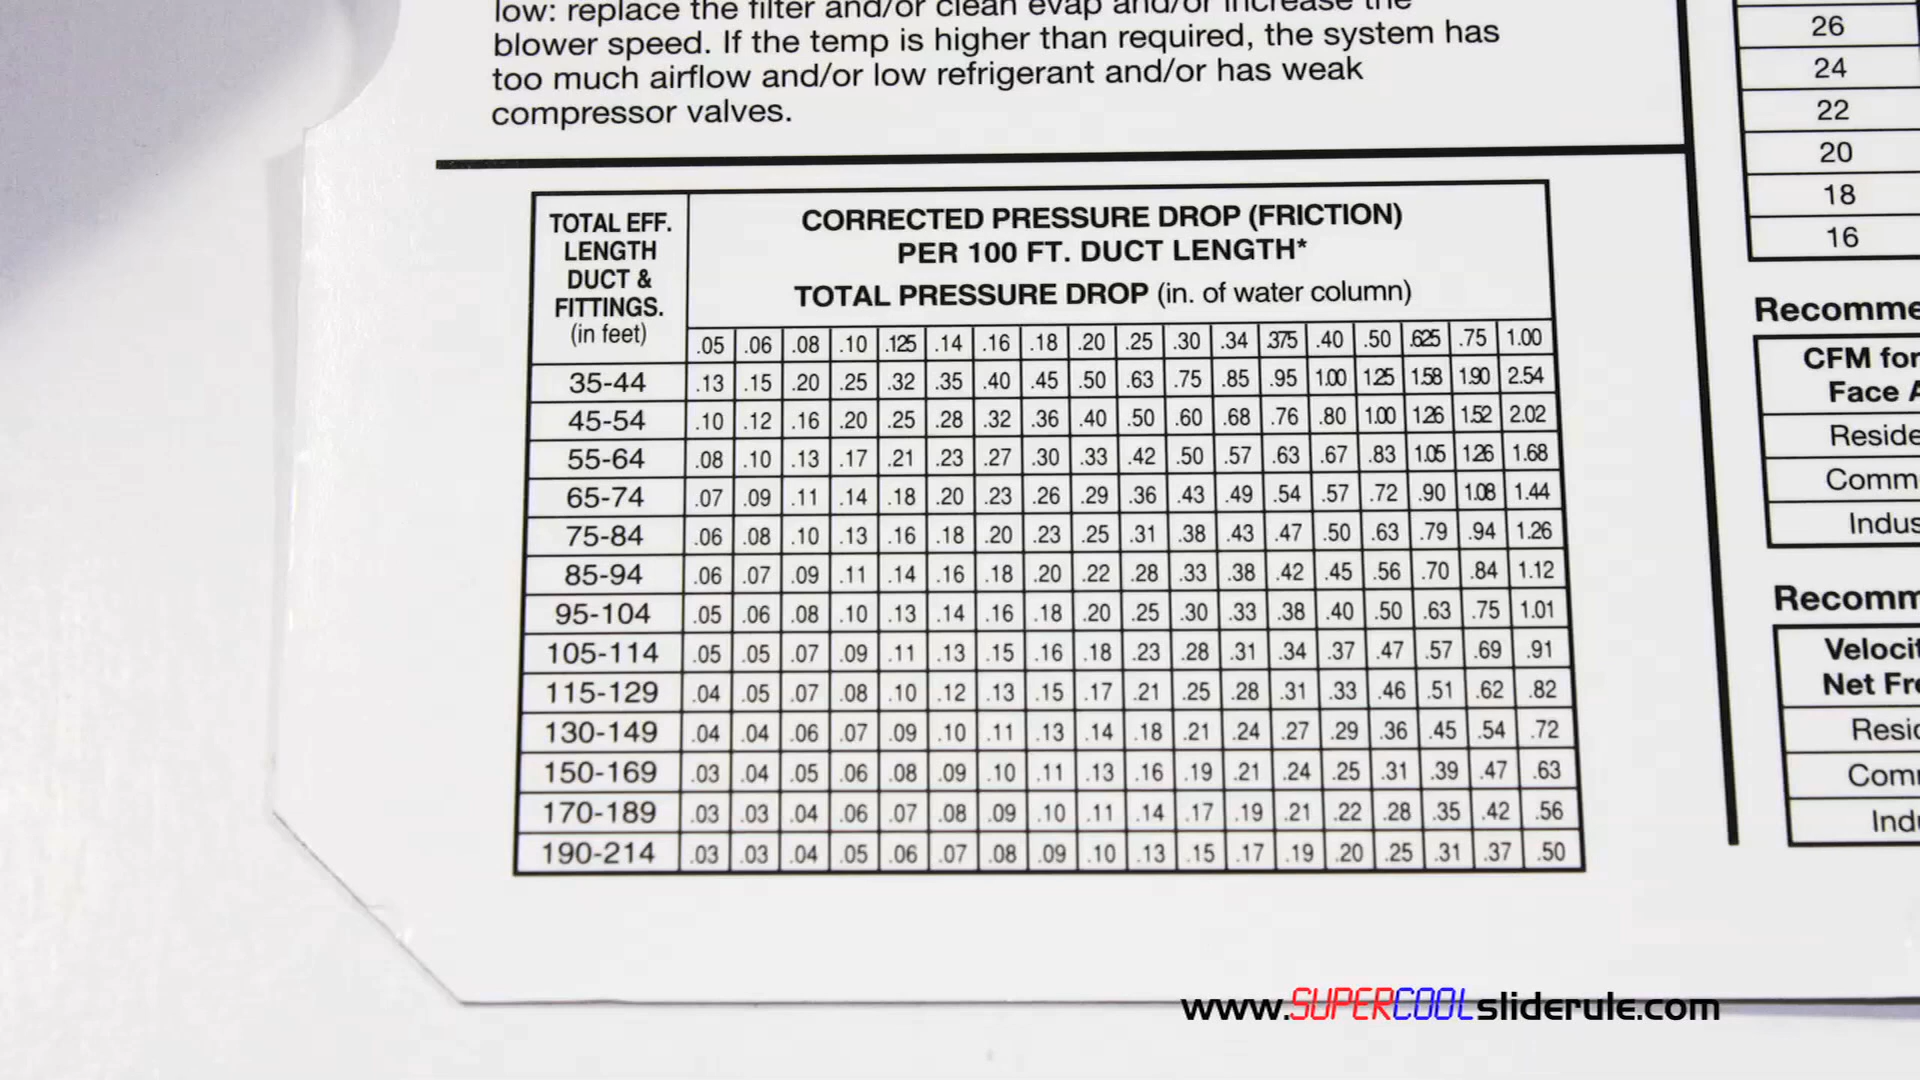 low: replace the filter and/or clean evap and/or increase the
blower speed. If the temp is higher than required, the system has
too much airflow and/or low refrigerant and/or has weak
compressor valves.
TOTAL EFF.
LENGTH
DUCT &
FITTINGS.
(in feet)
CORRECTED PRESSURE DROP (FRICTION)
PER 100 FT. DUCT LENGTH*
TOTAL PRESSURE DROP (in. of water column)
.05 .06 .08 .10 .125 .14 .16 .18 .20 .25 .30 .34 .375 .40 .50 .625 .75 1.00
35-44 .13 .15 .20 .25 .32 .35 .40 .45 .50 .63 .75 .85 .95 1.00 1.25 1.58 1.90 2.54
45-54 .10 .12 .16 .20 .25 .28 .32 .36 .40 .50 .60 .68 .76 .80 1.00 1.26 1.52 2.02
55-64 .08 .10 .13 .17 .21 .23 .27 .30 .33 .42 .50 .57 .63 .67 .83 1.05 1.26 1.68
65-74 .07 .09 .11 .14 .18 .20 .23 .26 .29 .36 .43 .49 .54 .57 .72 .90 1.08 1.44
75-84 .06 .08 .10 .13 .16 .18 .20 .23 .25 .31 .38 .43 .47 .50 .63 .79 .94 1.26
85-94 .06 .07 .09 .11 .14 .16 .18 .20 .22 .28 .33 .38 .42 .45 .56 .70 .84 1.12
95-104 .05 .06 .08 .10 .13 .14 .16 .18 .20 .25 .30 .33 .38 .40 .50 .63 .75 1.01
105-114 .05 .05 .07 .09 .11 .13 .15 .16 .18 .23 .28 .31 .34 .37 .47 .57 .69 .91
115-129 .04 .05 .07 .08 .10 .12 .13 .15 .17 .21 .25 .28 .31 .33 .46 .51 .62 .82
130-149 .04 .04 .06 .07 .09 .10 .11 .13 .14 .18 .21 .24 .27 .29 .36 .45 .54 .72
150-169 .03 .04 .05 .06 .08 .09 .10 .11 .13 .16 .19 .21 .24 .25 .31 .39 .47 .63
170-189 .03 .03 .04 .06 .07 .08 .09 .10 .11 .14 .17 .19 .21 .22 .28 .35 .42 .56
190-214 .03 .03 .04 .05 .06 .07 .08 .09 .10 .13 .15 .17 .19 .20 .25 .31 .37 .50
26
24
22
20
18
16
Recomme
CFM for
Face A
Reside
Comm
Indus
Recomm
Velocit
Net Fre
Resid
Comm
Indu
www.SUPERCOOLsliderule.com